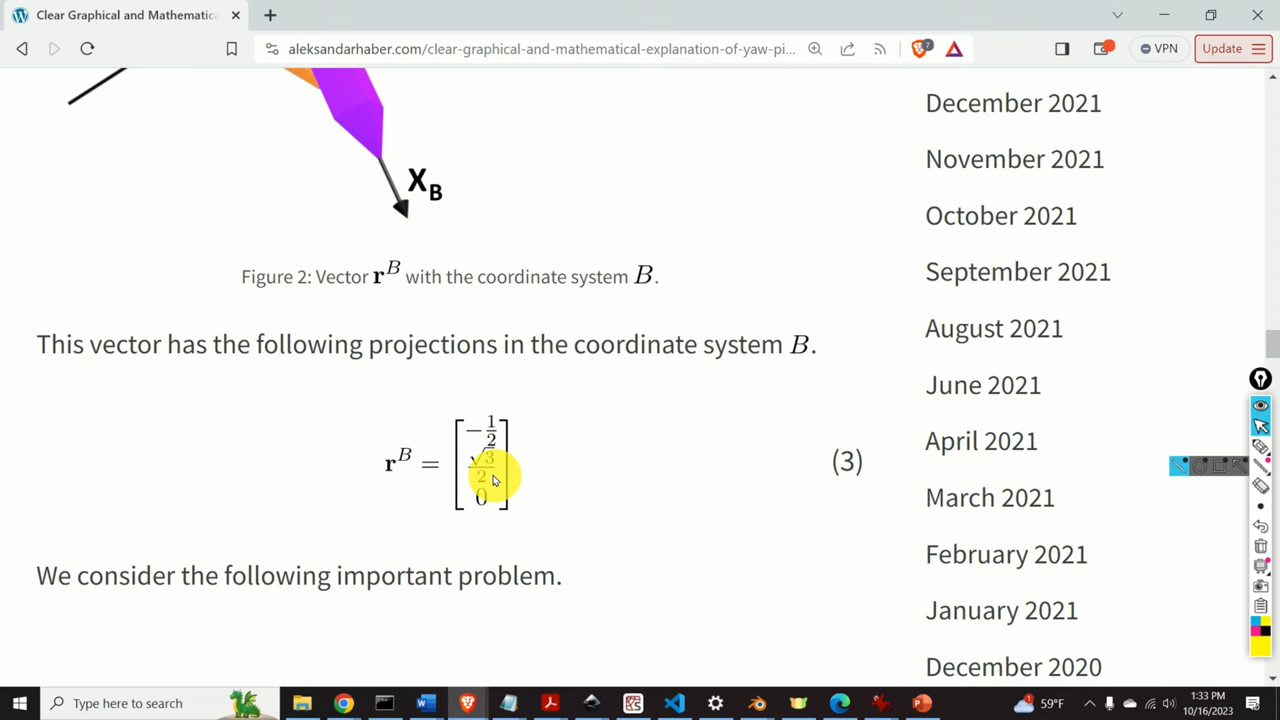 Clear Graphical and Mathematica
aleksandarhaber.com/clear-graphical-and-mathematical-explanation-of-yaw-pi...
7
VPN
Update
X_B
Figure 2: Vector r^B with the coordinate system B.
This vector has the following projections in the coordinate system B.
r^B = [ -1/2 √3/2 0 ] (3)
We consider the following important problem.
December 2021
November 2021
October 2021
September 2021
August 2021
June 2021
April 2021
March 2021
February 2021
January 2021
December 2020
Type here to search
1
59°F
1:33 PM
10/16/2023